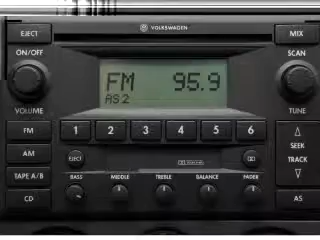 EJECT
VOLKSWAGEN
MIX
ON/OFF
SCAN
FM 95.9
AS 2
VOLUME
TUNE
FM
1 2 3 4 5 6
AM
SEEK
EJECT
TRACK
TAPE A/B
BASS MIDDLE TREBLE BALANCE FADER
CD
AS